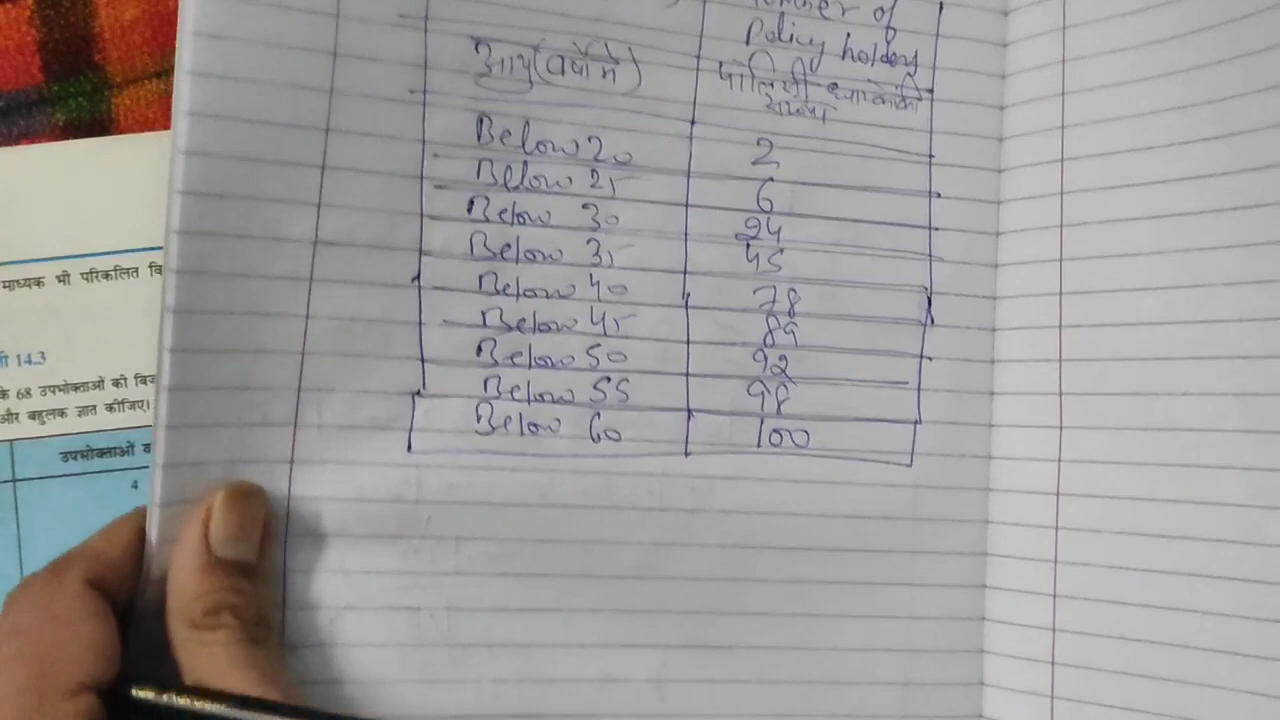 of
Policy holders
आयु(वर्षो में)
पॉलिसी धारकोंकी
संख्या
Below 20 2
Below 25 6
Below 30 24
Below 35 45
Below 40 78
Below 45 89
Below 50 92
Below 55 98
Below 60 100
माध्यक भी परिकलित
14.3
के 68 उपभोक्ताओं की
और बहुलक ज्ञात कीजिए।
उपभोक्ताओं
4